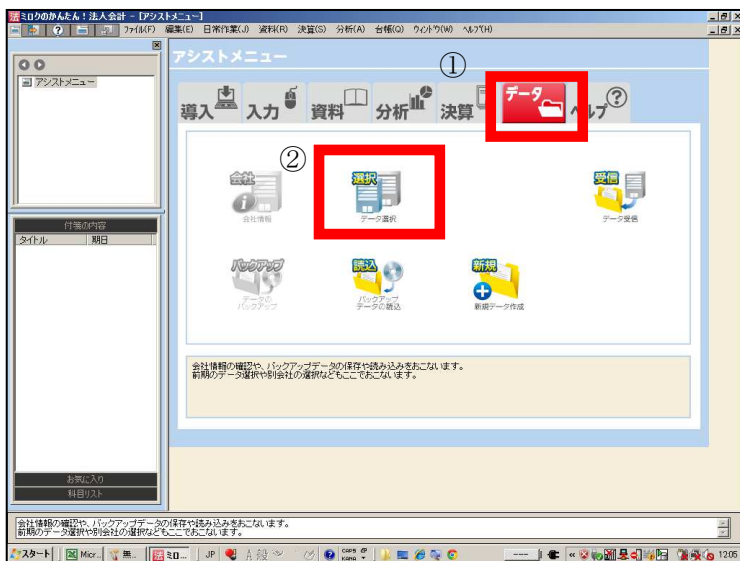 ミロクのかんたん！法人会計 - [アシストメニュー]
ファイル(F) 編集(E) 日常作業(J) 資料(R) 決算(S) 分析(A) 台帳(Q) ウィンドウ(W) ヘルプ(H)
アシストメニュー
アシストメニュー
①
導入 入力 資料 分析 決算 データ ヘルプ
②
会社
会社情報
選択
データ選択
受信
データ受信
バックアップ
データの
バックアップ
読込
バックアップ
データの読込
新規
新規データ作成
会社情報の確認や、バックアップデータの保存や読み込みをおこないます。
前期のデータ選択や別会社の選択などもここでおこないます。
付箋の内容
タイトル 期日
お気に入り
科目リスト
会社情報の確認や、バックアップデータの保存や読み込みをおこないます。
前期のデータ選択や別会社の選択などもここでおこないます。
スタート Micr... 無... ミロ... JP A 般 CAPS KANA 12:05